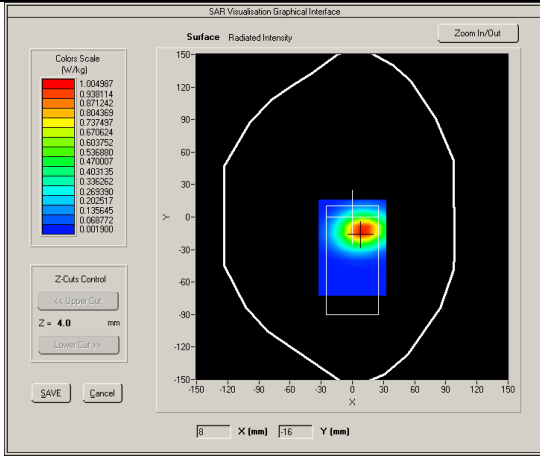 SAR Visualisation Graphical Interface
Surface Radiated Intensity
Zoom In/Out
Colors Scale
(W/kg)
1.004987
0.938114
0.871242
0.804369
0.737497
0.670624
0.603752
0.536880
0.470007
0.403135
0.336262
0.269390
0.202517
0.135645
0.068772
0.001900
Z-Cuts Control
<< Upper Cut
Z = 4.0 mm
Lower Cut >>
SAVE
Cancel
150
120
90
60
30
0
-30
-60
-90
-120
-150
Y
-150 -120 -90 -60 -30 0 30 60 90 120 150
X
8 X (mm) -16 Y (mm)